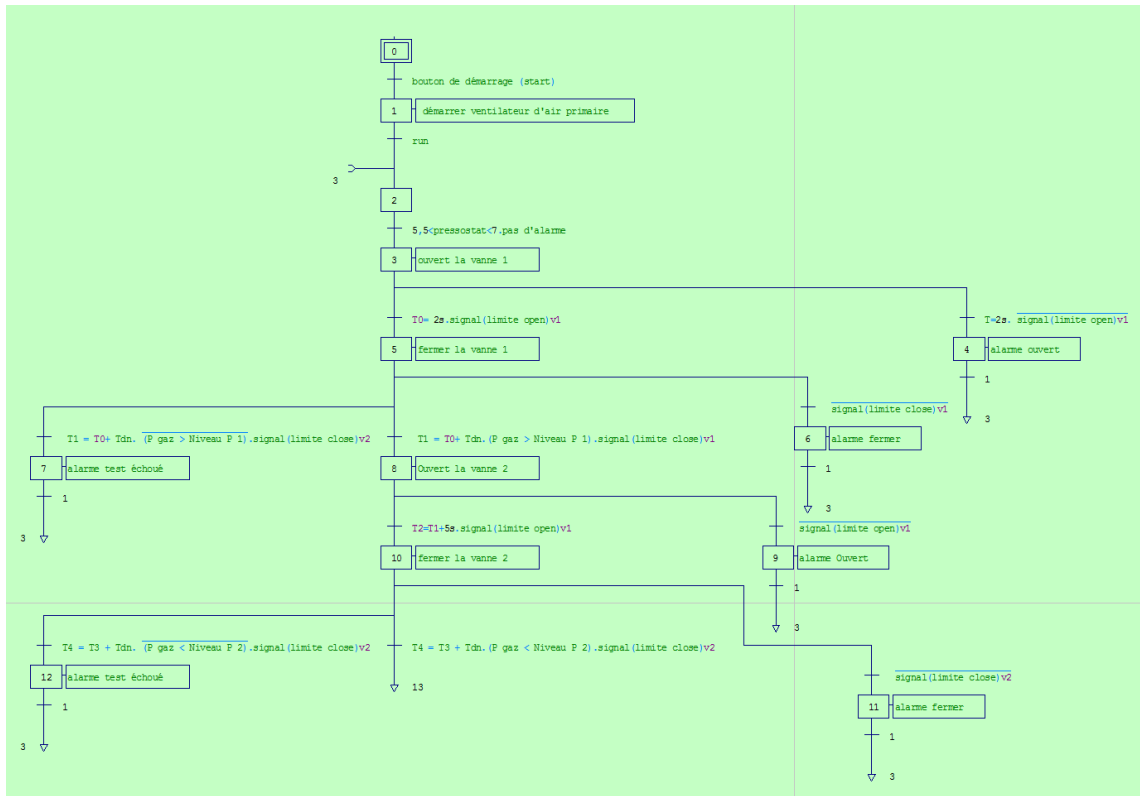 0
bouton de démarrage (start)
1 démarrer ventilateur d'air primaire
run
3
2
5,5<pressostat<7.pas d'alarme
3 ouvert la vanne 1
T0= 2s.signal(limite open)v1
T=2s. signal(limite open)v1
5 fermer la vanne 1
4 alarme ouvert
1
signal(limite close)v1
3
T1 = T0+ Tdn. (P gaz > Niveau P 1).signal(limite close)v2
T1 = T0+ Tdn.(P gaz > Niveau P 1).signal(limite close)v1
6 alarme fermer
7 alarme test échoué
8 Ouvert la vanne 2
1
1
3
3
T2=T1+5s.signal(limite open)v1
signal(limite open)v1
10 fermer la vanne 2
9 alarme Ouvert
1
3
T4 = T3 + Tdn. (P gaz < Niveau P 2).signal(limite close)v2
T4 = T3 + Tdn.(P gaz < Niveau P 2).signal(limite close)v2
signal(limite close)v2
12 alarme test échoué
13
11 alarme fermer
1
1
3
3